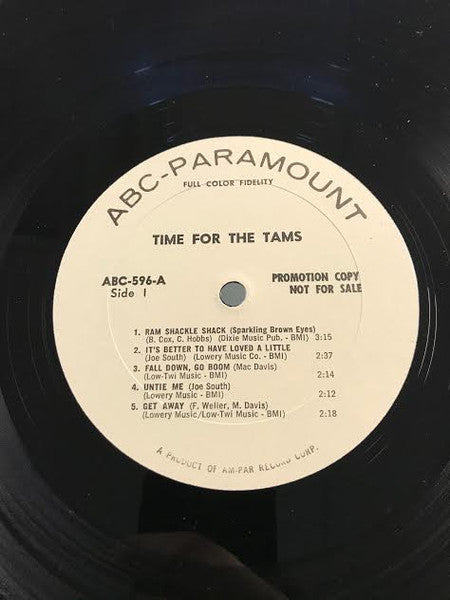 ABC-PARAMOUNT
FULL COLOR FIDELITY
TIME FOR THE TAMS
ABC-596-A
Side I
PROMOTION COPY
NOT FOR SALE
1. RAM SHACKLE SHACK (Sparkling Brown Eyes)
(B. Cox, C. Hobbs) (Dixie Music Pub. - BMI) 3:15
2. IT'S BETTER TO HAVE LOVED A LITTLE
(Joe South) (Lowery Music Co. - BMI) 2:37
3. FALL DOWN, GO BOOM (Mac Davis)
(Low-Twi Music - BMI) 2:14
4. UNTIE ME (Joe South)
(Lowery Music - BMI) 2:12
5. GET AWAY (F. Weller, M. Davis)
(Lowery Music/Low-Twi Music - BMI) 2:18
A PRODUCT OF AM-PAR RECORD CORP.